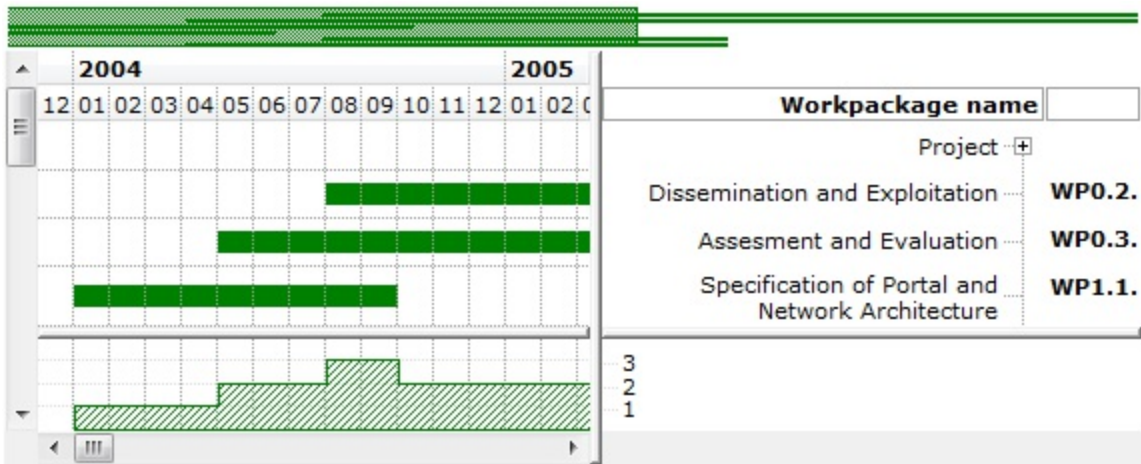 2004 2005
12 01 02 03 04 05 06 07 08 09 10 11 12 01 02
Workpackage name
Project
Dissemination and Exploitation WP0.2.
Assesment and Evaluation WP0.3.
Specification of Portal and
Network Architecture WP1.1.
3
2
1